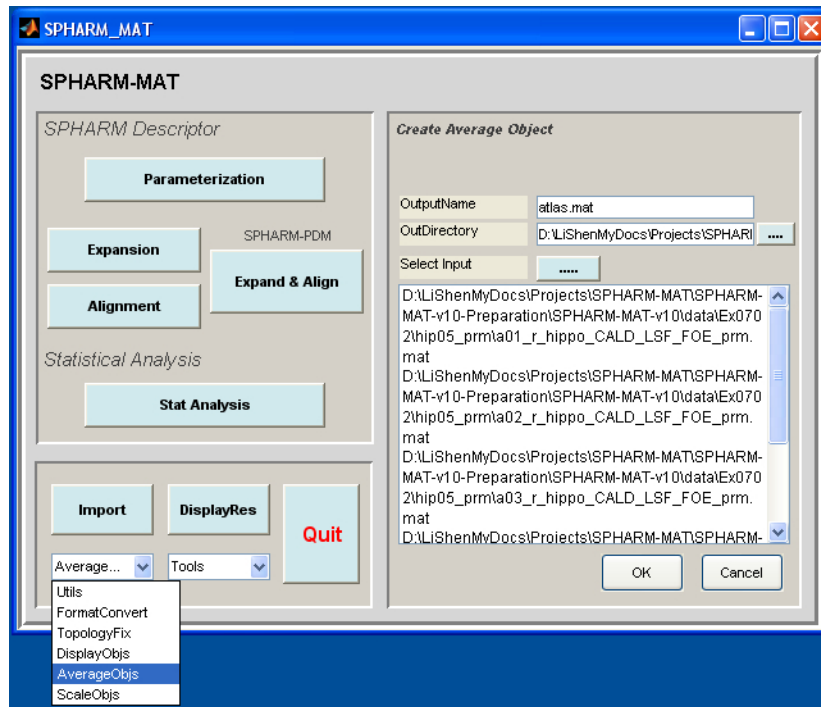 SPHARM_MAT
SPHARM-MAT
SPHARM Descriptor
Parameterization
Expansion
SPHARM-PDM
Expand & Align
Alignment
Statistical Analysis
Stat Analysis
Import
DisplayRes
Quit
Average...
Tools
Utils
FormatConvert
TopologyFix
DisplayObjs
AverageObjs
ScaleObjs
Create Average Object
OutputName
atlas.mat
OutDirectory
D:\LiShenMyDocs\Projects\SPHARI
....
Select Input
.....
D:\LiShenMyDocs\Projects\SPHARM-MAT\SPHARM-
MAT-v10-Preparation\SPHARM-MAT-v10\data\Ex070
2\hip05_prm\a01_r_hippo_CALD_LSF_FOE_prm.
mat
D:\LiShenMyDocs\Projects\SPHARM-MAT\SPHARM-
MAT-v10-Preparation\SPHARM-MAT-v10\data\Ex070
2\hip05_prm\a02_r_hippo_CALD_LSF_FOE_prm.
mat
D:\LiShenMyDocs\Projects\SPHARM-MAT\SPHARM-
MAT-v10-Preparation\SPHARM-MAT-v10\data\Ex070
2\hip05_prm\a03_r_hippo_CALD_LSF_FOE_prm.
mat
D:\LiShenMyDocs\Projects\SPHARM-MAT\SPHARM-
OK
Cancel